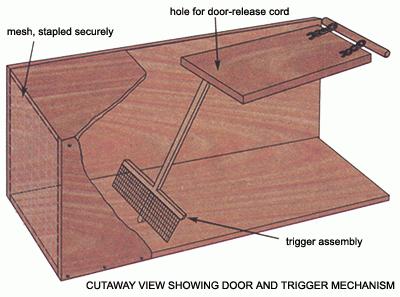 hole for door-release cord
mesh, stapled securely
trigger assembly
CUTAWAY VIEW SHOWING DOOR AND TRIGGER MECHANISM